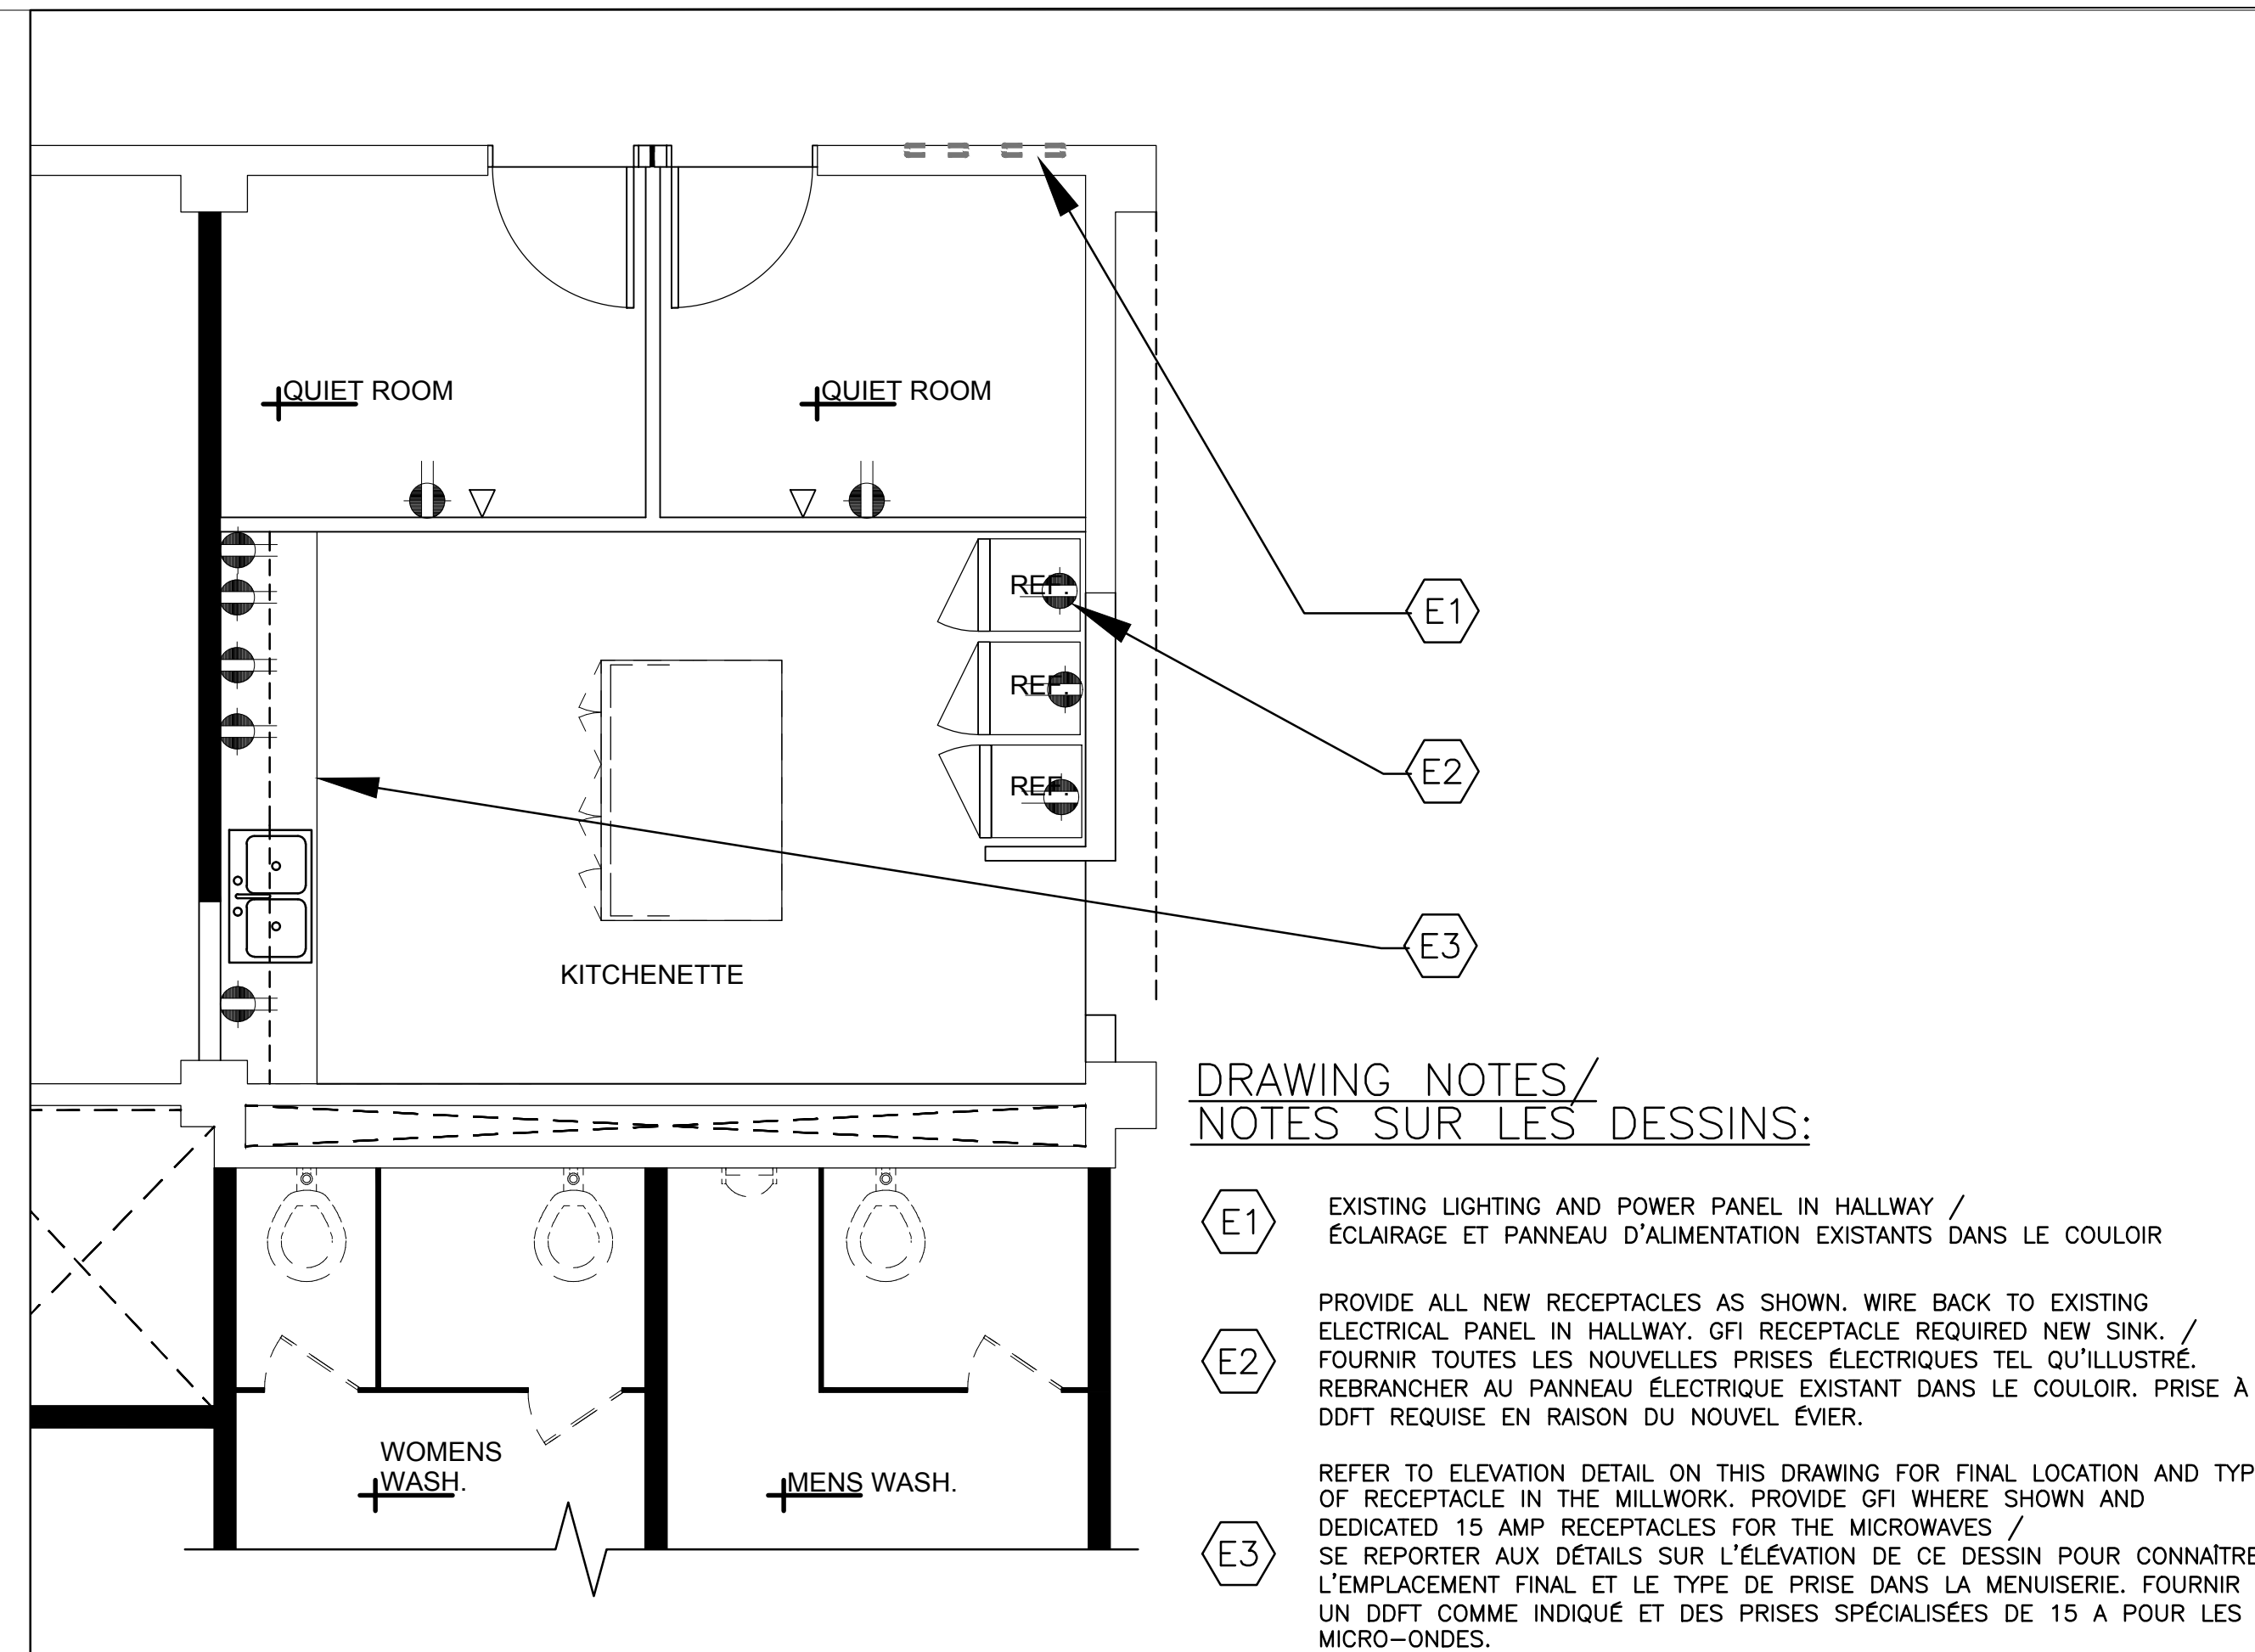 QUIET ROOM
QUIET ROOM
REF.
REF.
REF.
E1
E2
E3
KITCHENETTE
WOMENS
WASH.
MENS WASH.
DRAWING NOTES/
NOTES SUR LES DESSINS:
E1
EXISTING LIGHTING AND POWER PANEL IN HALLWAY /
ÉCLAIRAGE ET PANNEAU D'ALIMENTATION EXISTANTS DANS LE COULOIR
E2
PROVIDE ALL NEW RECEPTACLES AS SHOWN. WIRE BACK TO EXISTING
ELECTRICAL PANEL IN HALLWAY. GFI RECEPTACLE REQUIRED NEW SINK. /
FOURNIR TOUTES LES NOUVELLES PRISES ÉLECTRIQUES TEL QU'ILLUSTRÉ.
REBRANCHER AU PANNEAU ÉLECTRIQUE EXISTANT DANS LE COULOIR. PRISE À
DDFT REQUISE EN RAISON DU NOUVEL ÉVIER.
E3
REFER TO ELEVATION DETAIL ON THIS DRAWING FOR FINAL LOCATION AND TYP
OF RECEPTACLE IN THE MILLWORK. PROVIDE GFI WHERE SHOWN AND
DEDICATED 15 AMP RECEPTACLES FOR THE MICROWAVES /
SE REPORTER AUX DÉTAILS SUR L'ÉLÉVATION DE CE DESSIN POUR CONNAÎTRE
L'EMPLACEMENT FINAL ET LE TYPE DE PRISE DANS LA MENUISERIE. FOURNIR
UN DDFT COMME INDIQUÉ ET DES PRISES SPÉCIALISÉES DE 15 A POUR LES
MICRO-ONDES.